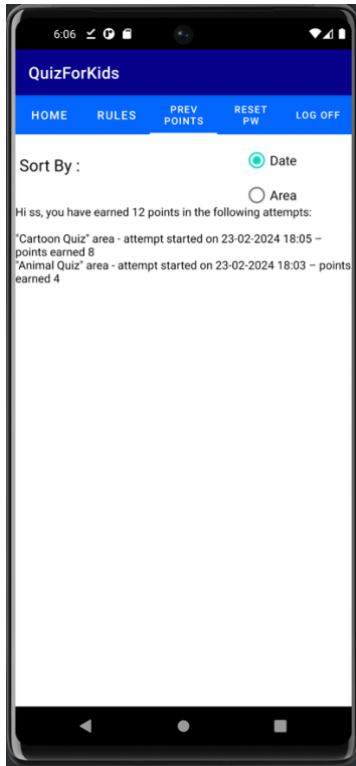 6:06
QuizForKids
HOME RULES PREV POINTS RESET PW LOG OFF
Sort By : Date
Area
Hi ss, you have earned 12 points in the following attempts:
"Cartoon Quiz" area - attempt started on 23-02-2024 18:05 –
points earned 8
"Animal Quiz" area - attempt started on 23-02-2024 18:03 – points
earned 4